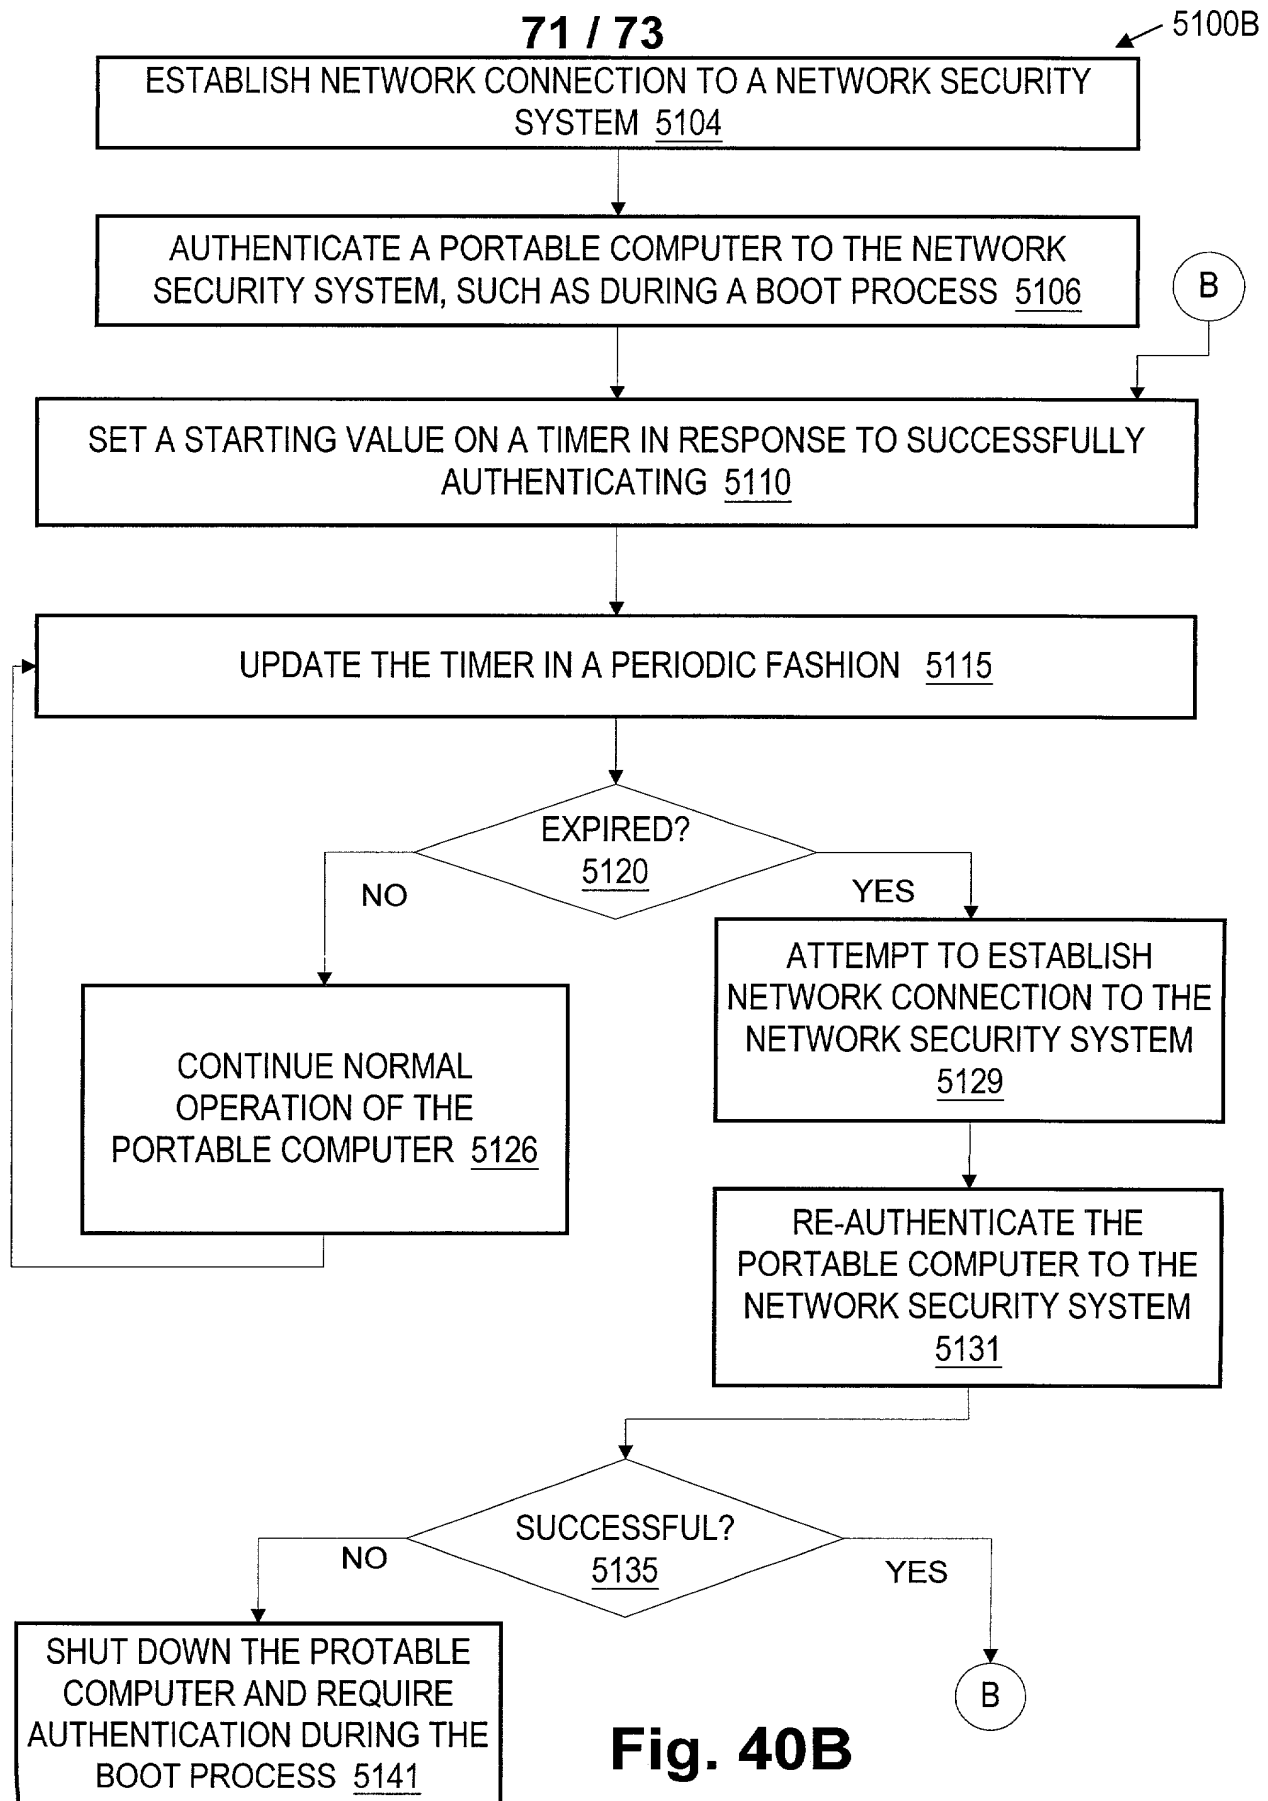 71 / 73
5100B
ESTABLISH NETWORK CONNECTION TO A NETWORK SECURITY
SYSTEM 5104
AUTHENTICATE A PORTABLE COMPUTER TO THE NETWORK
SECURITY SYSTEM, SUCH AS DURING A BOOT PROCESS 5106
B
SET A STARTING VALUE ON A TIMER IN RESPONSE TO SUCCESSFULLY
AUTHENTICATING 5110
UPDATE THE TIMER IN A PERIODIC FASHION 5115
EXPIRED?
5120
NO
YES
ATTEMPT TO ESTABLISH
NETWORK CONNECTION TO THE
NETWORK SECURITY SYSTEM
5129
CONTINUE NORMAL
OPERATION OF THE
PORTABLE COMPUTER 5126
RE-AUTHENTICATE THE
PORTABLE COMPUTER TO THE
NETWORK SECURITY SYSTEM
5131
SUCCESSFUL?
5135
NO
YES
SHUT DOWN THE PROTABLE
COMPUTER AND REQUIRE
AUTHENTICATION DURING THE
BOOT PROCESS 5141
B
Fig. 40B